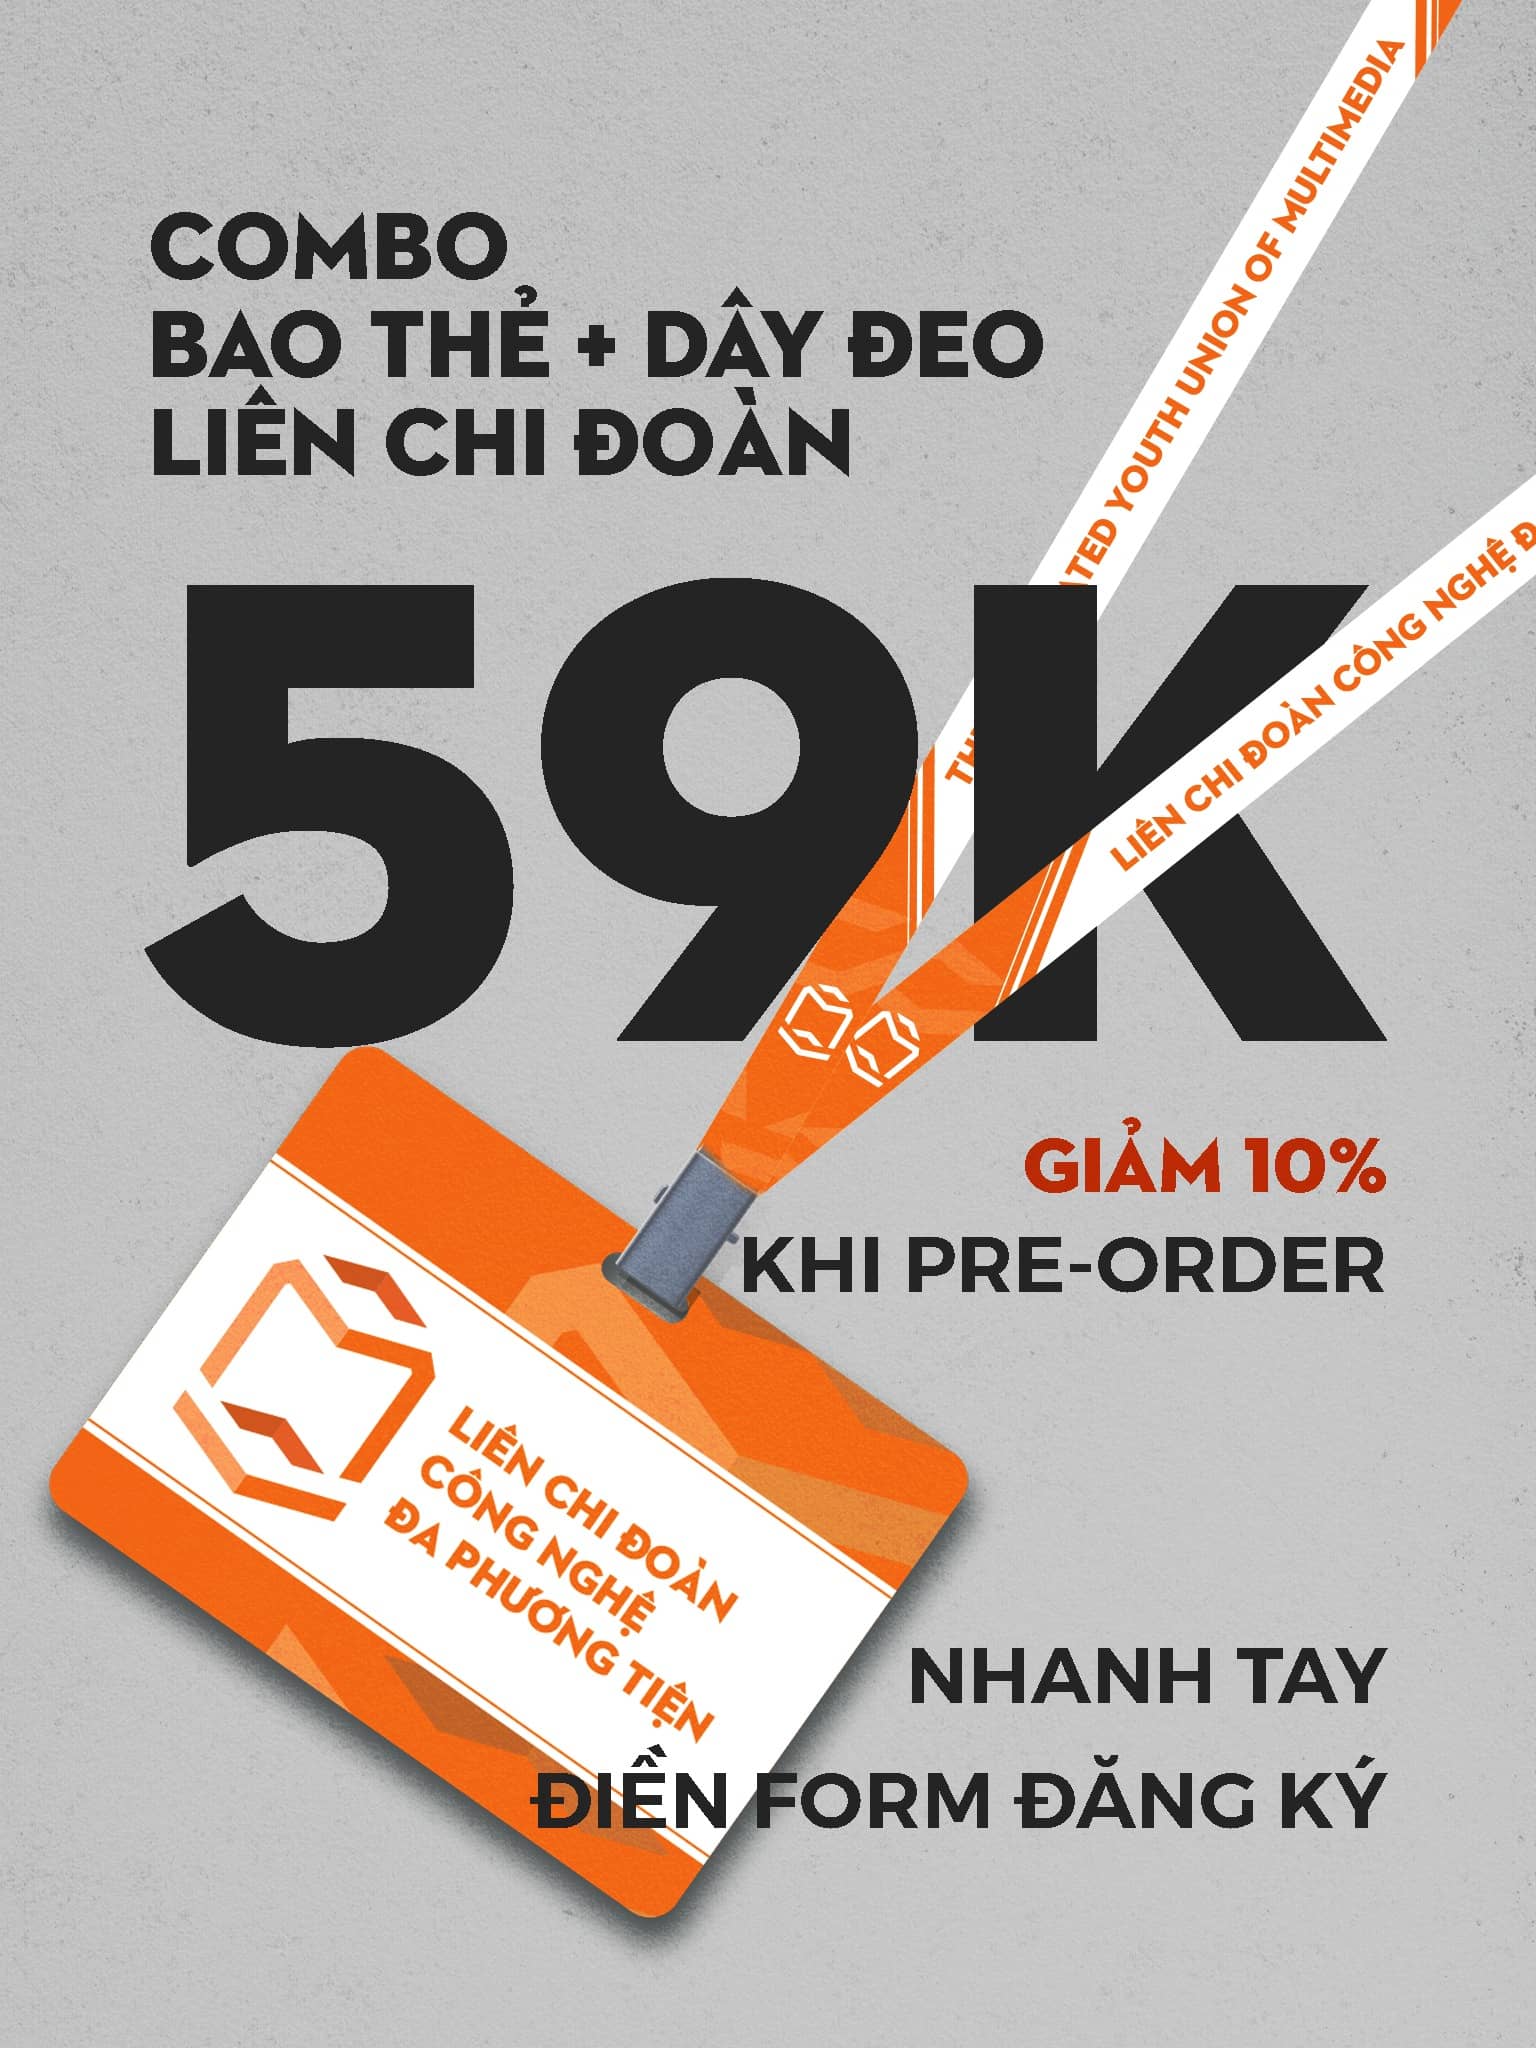 COMBO
BAO THẺ + DÂY ĐEO
LIÊN CHI ĐOÀN
59K
YOUTH UNION OF MULTIMEDIA
LIÊN CHI ĐOÀN CÔNG NGHỆ
GIẢM 10%
KHI PRE-ORDER
LIÊN CHI ĐOÀN
CÔNG NGHỆ
ĐA PHƯƠNG TIỆN
NHANH TAY
ĐIỀN FORM ĐĂNG KÝ